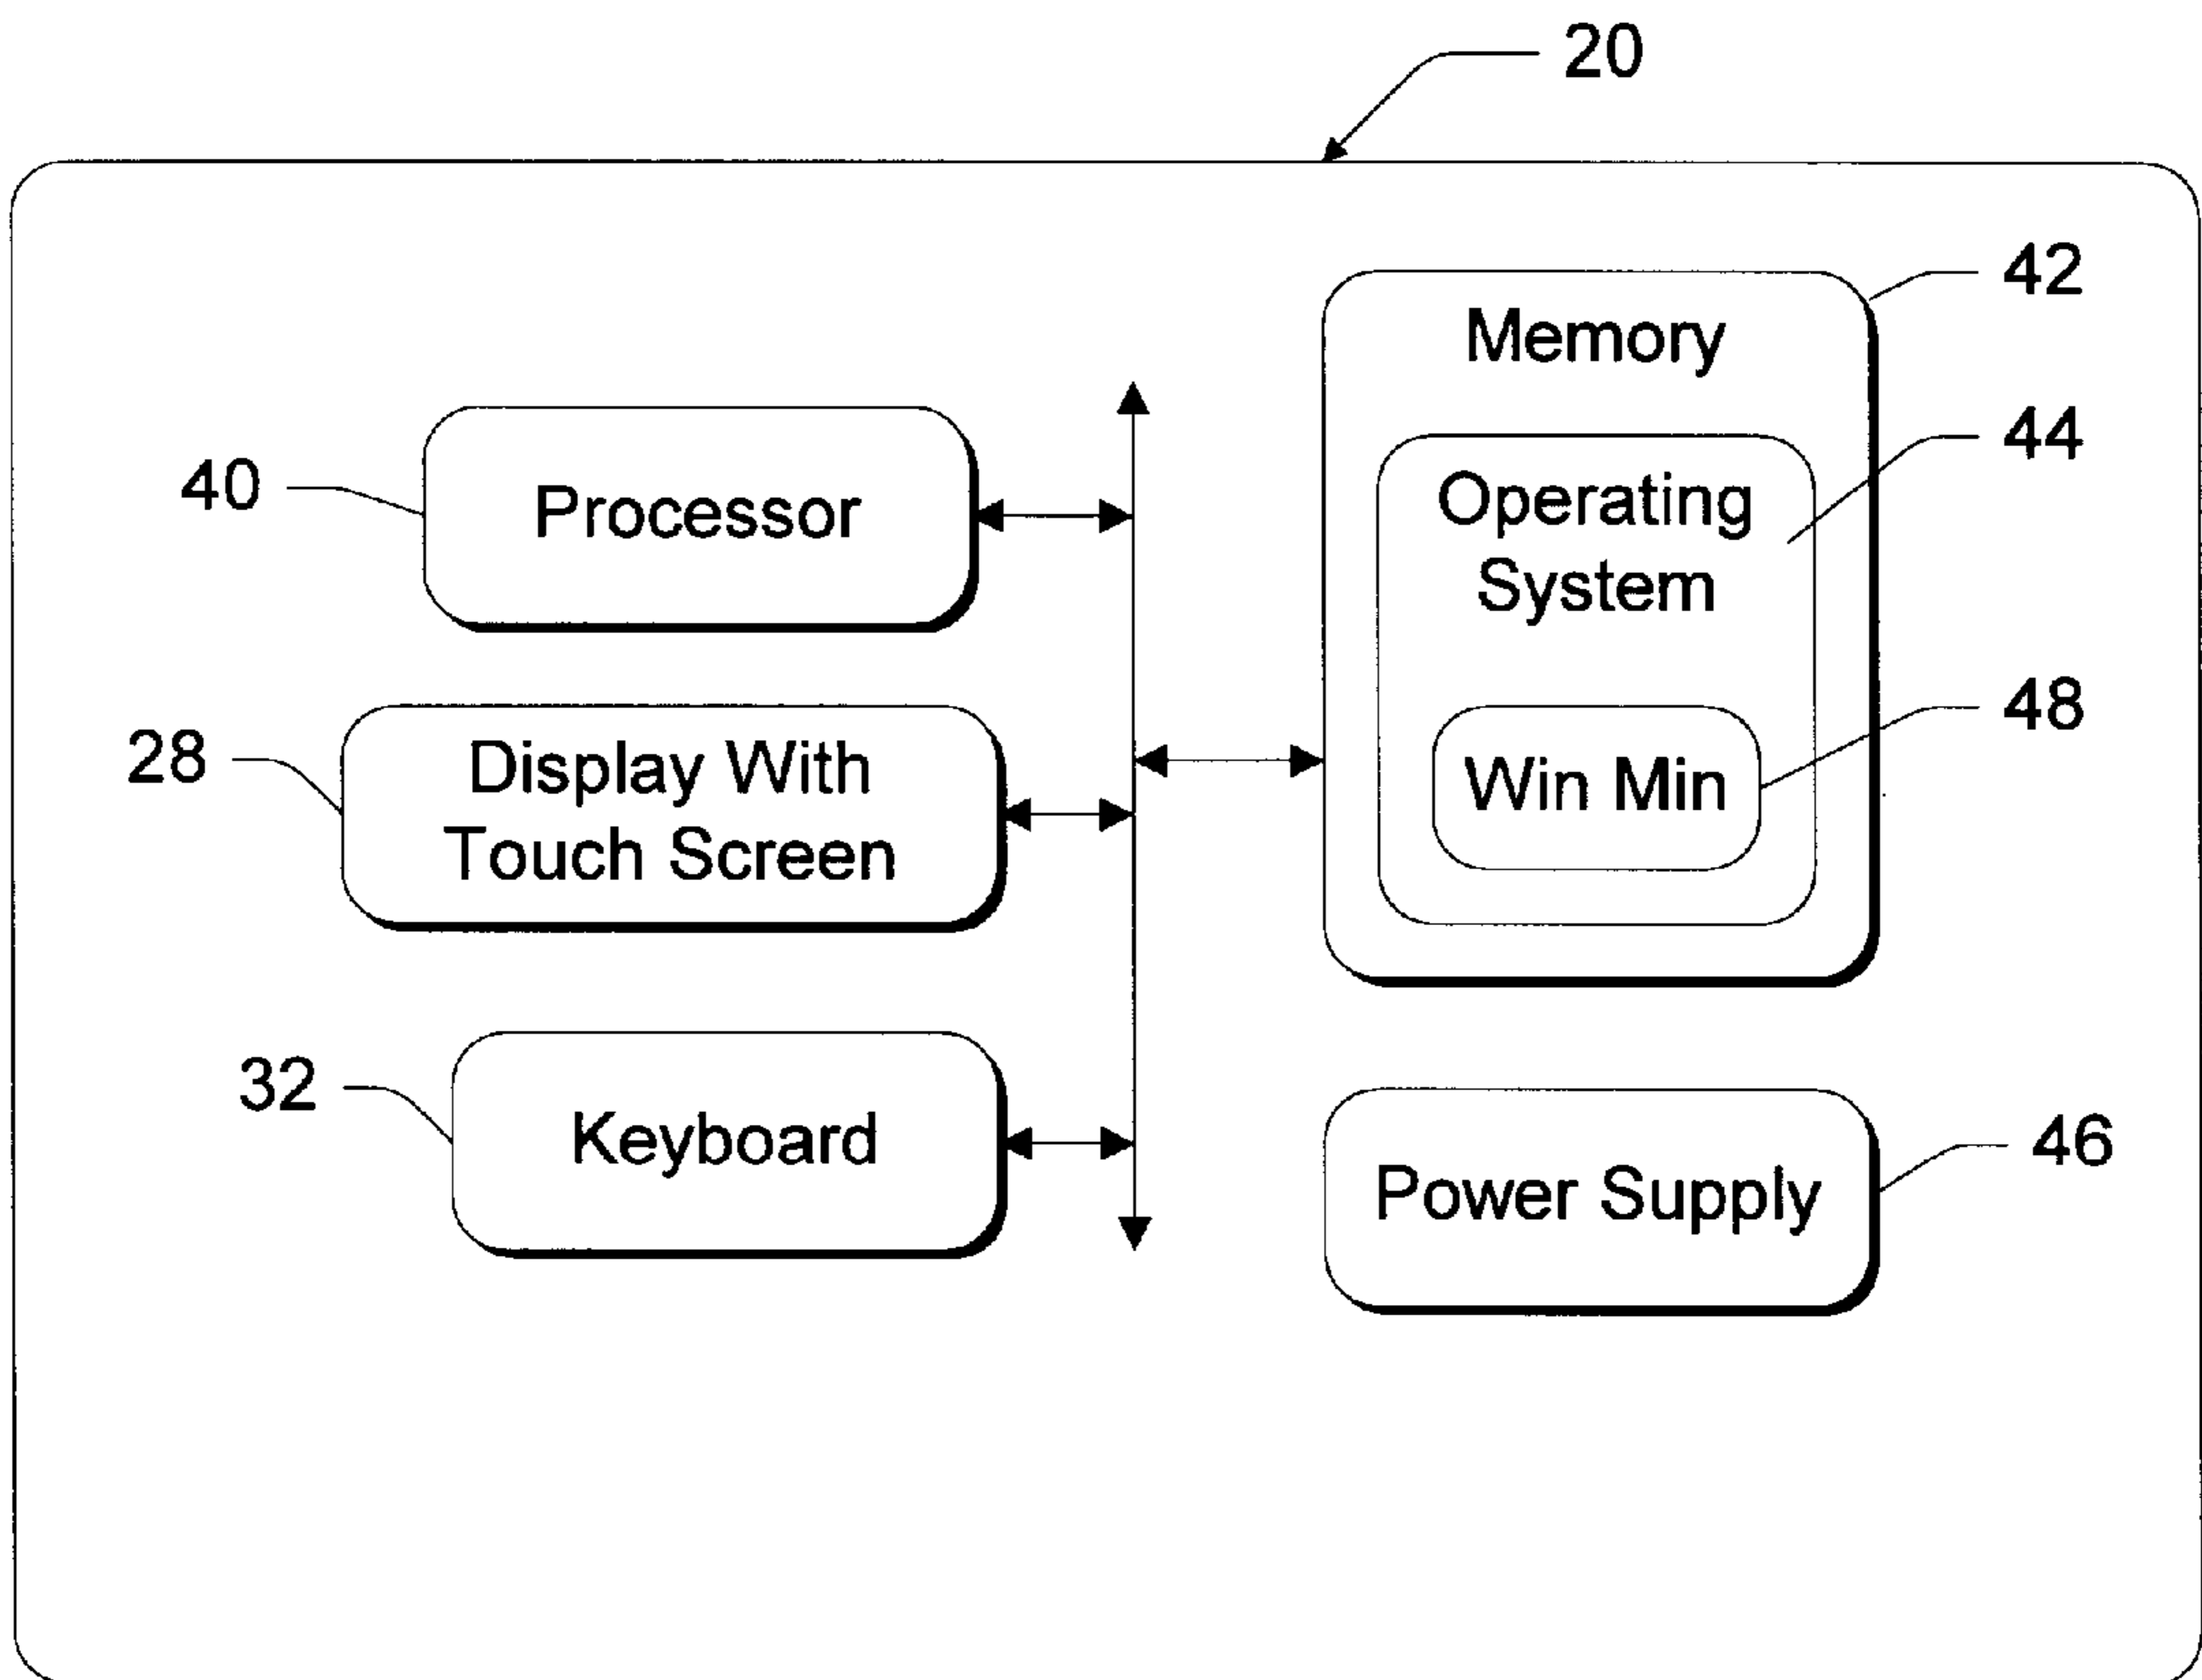 20
42
Memory
44
40
Processor
Operating
System
48
28
Display With
Touch Screen
Win Min
32
Keyboard
46
Power Supply